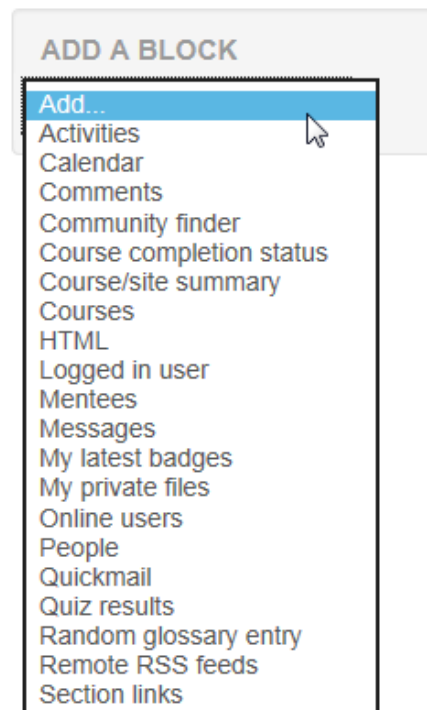 ADD A BLOCK
Add...
Activities
Calendar
Comments
Community finder
Course completion status
Course/site summary
Courses
HTML
Logged in user
Mentees
Messages
My latest badges
My private files
Online users
People
Quickmail
Quiz results
Random glossary entry
Remote RSS feeds
Section links